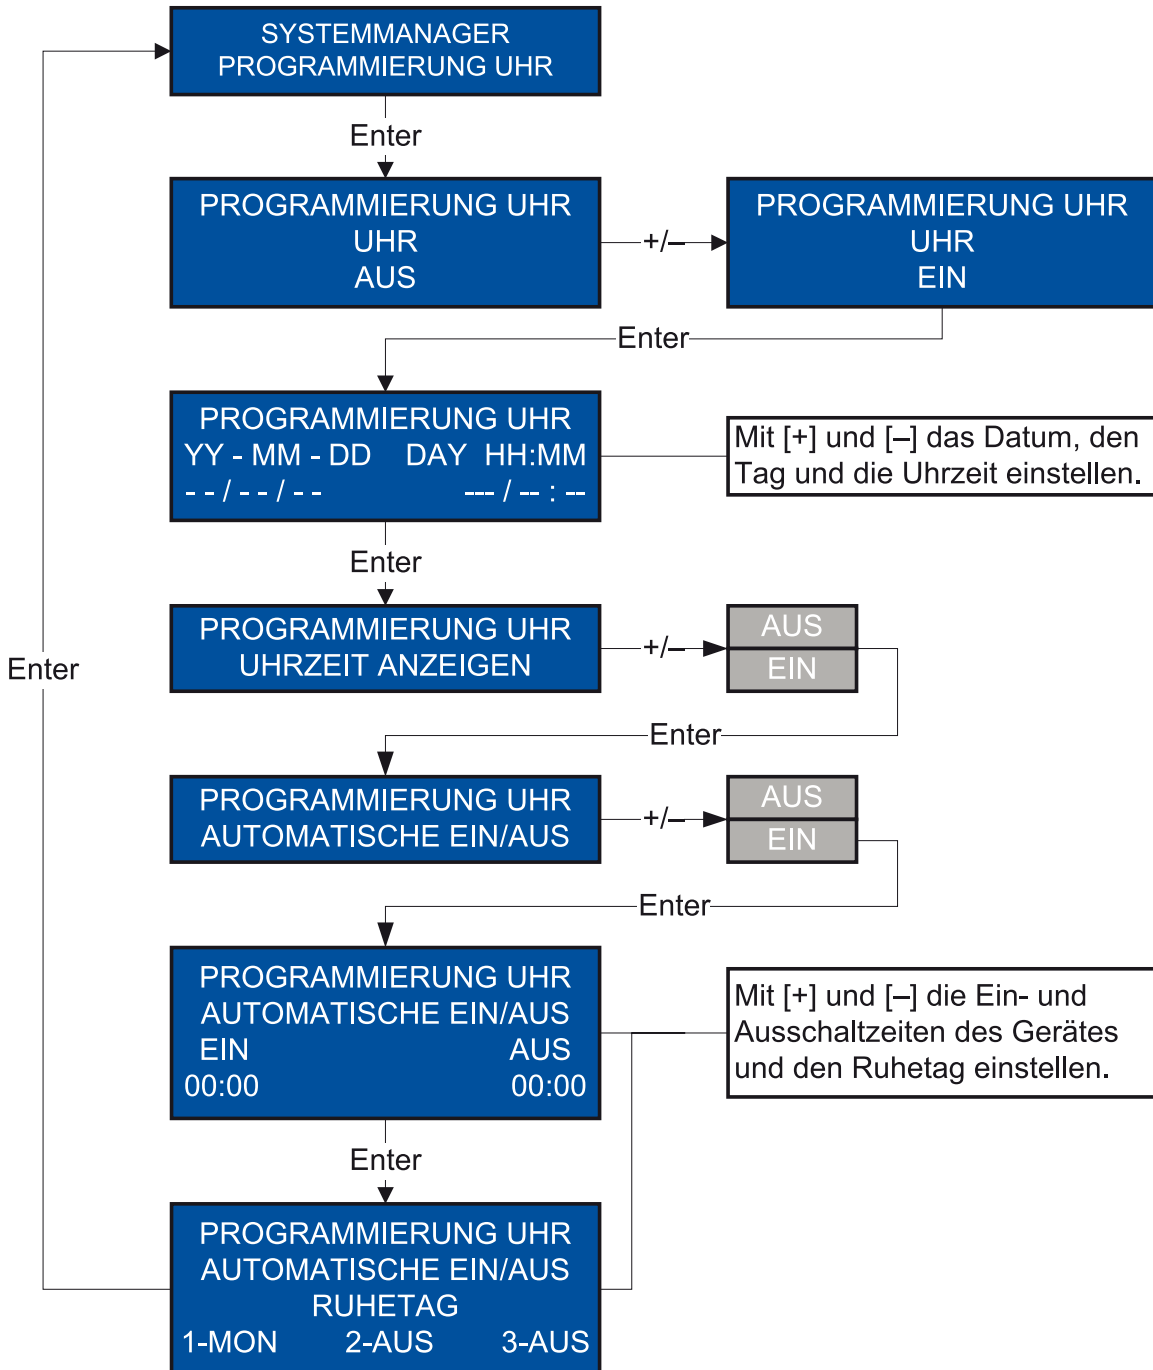 SYSTEMMANAGER
PROGRAMMIERUNG UHR
Enter
PROGRAMMIERUNG UHR
UHR
AUS
+/–
PROGRAMMIERUNG UHR
UHR
EIN
Enter
PROGRAMMIERUNG UHR
YY - MM - DD DAY HH:MM
- - / - - / - - --- / -- : --
Mit [+] und [–] das Datum, den
Tag und die Uhrzeit einstellen.
Enter
PROGRAMMIERUNG UHR
UHRZEIT ANZEIGEN
+/–
AUS
EIN
Enter
Enter
PROGRAMMIERUNG UHR
AUTOMATISCHE EIN/AUS
+/–
AUS
EIN
Enter
PROGRAMMIERUNG UHR
AUTOMATISCHE EIN/AUS
EIN AUS
00:00 00:00
Mit [+] und [–] die Ein- und
Ausschaltzeiten des Gerätes
und den Ruhetag einstellen.
Enter
PROGRAMMIERUNG UHR
AUTOMATISCHE EIN/AUS
RUHETAG
1-MON 2-AUS 3-AUS